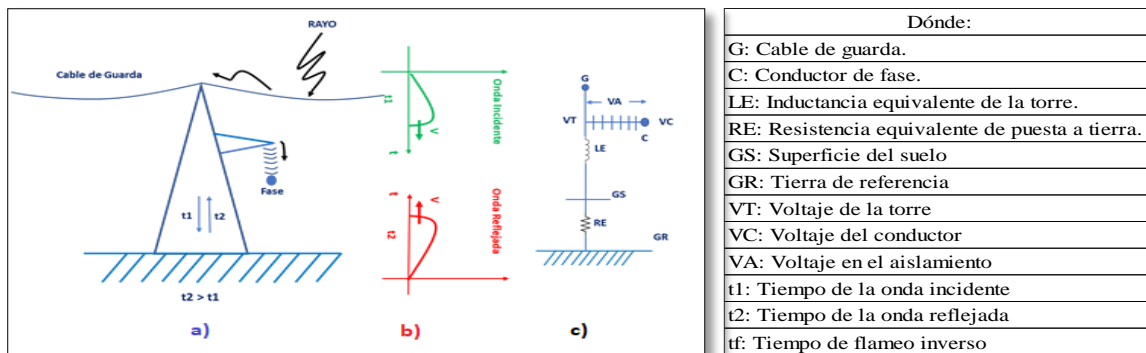 RAYO
Cable de Guarda
Fase
t1
t2
t2 > t1
a)
Onda Incidente
t1
V
t
t
V
t2
Onda Reflejada
b)
G
VA
VT
VC
C
LE
GS
RE
GR
c)
Dónde:
G: Cable de guarda.
C: Conductor de fase.
LE: Inductancia equivalente de la torre.
RE: Resistencia equivalente de puesta a tierra.
GS: Superficie del suelo
GR: Tierra de referencia
VT: Voltaje de la torre
VC: Voltaje del conductor
VA: Voltaje en el aislamiento
t1: Tiempo de la onda incidente
t2: Tiempo de la onda reflejada
tf: Tiempo de flameo inverso